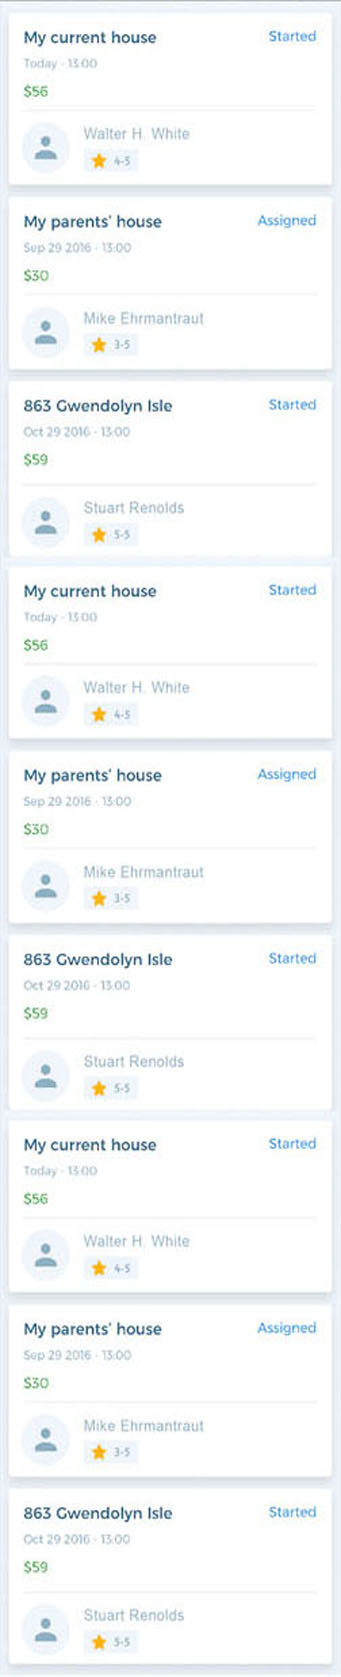 My current house Started
Today - 13:00
$56
Walter H. White
4-5
My parents' house Assigned
Sep 29 2016 - 13:00
$30
Mike Ehrmantraut
3-5
863 Gwendolyn Isle Started
Oct 29 2016 - 13:00
$59
Stuart Renolds
5-5
My current house Started
Today - 13:00
$56
Walter H. White
4-5
My parents' house Assigned
Sep 29 2016 - 13:00
$30
Mike Ehrmantraut
3-5
863 Gwendolyn Isle Started
Oct 29 2016 - 13:00
$59
Stuart Renolds
5-5
My current house Started
Today - 13:00
$56
Walter H. White
4-5
My parents' house Assigned
Sep 29 2016 - 13:00
$30
Mike Ehrmantraut
3-5
863 Gwendolyn Isle Started
Oct 29 2016 - 13:00
$59
Stuart Renolds
5-5